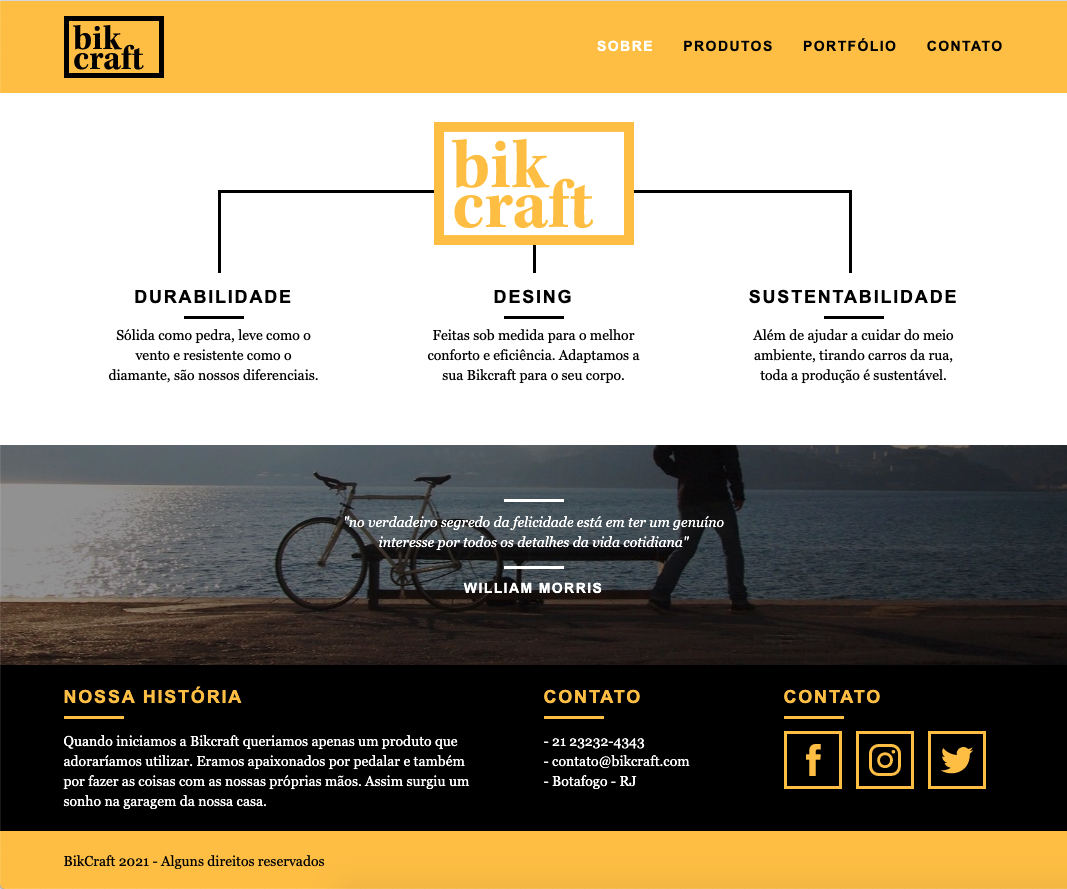 bik
craft
SOBRE PRODUTOS PORTFÓLIO CONTATO
bik
craft
DURABILIDADE
Sólida como pedra, leve como o
vento e resistente como o
diamante, são nossos diferenciais.
DESING
Feitas sob medida para o melhor
conforto e eficiência. Adaptamos a
sua Bikcraft para o seu corpo.
SUSTENTABILIDADE
Além de ajudar a cuidar do meio
ambiente, tirando carros da rua,
toda a produção é sustentável.
"no verdadeiro segredo da felicidade está em ter um genuíno
interesse por todos os detalhes da vida cotidiana"
WILLIAM MORRIS
NOSSA HISTÓRIA
Quando iniciamos a Bikcraft queriamos apenas um produto que
adoraríamos utilizar. Eramos apaixonados por pedalar e também
por fazer as coisas com as nossas próprias mãos. Assim surgiu um
sonho na garagem da nossa casa.
CONTATO
- 21 23232-4343
- contato@bikcraft.com
- Botafogo - RJ
CONTATO
BikCraft 2021 - Alguns direitos reservados